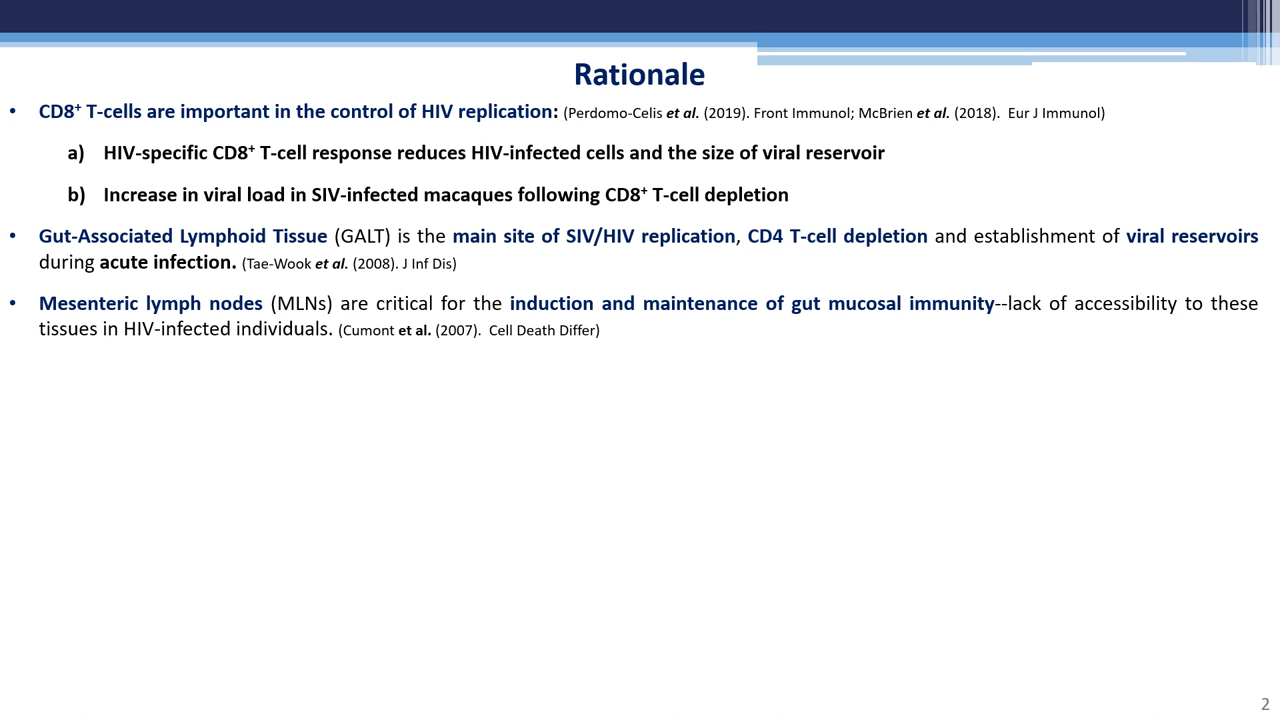 Rationale
• CD8⁺ T-cells are important in the control of HIV replication: (Perdomo-Celis et al. (2019). Front Immunol; McBrien et al. (2018). Eur J Immunol)
a) HIV-specific CD8⁺ T-cell response reduces HIV-infected cells and the size of viral reservoir
b) Increase in viral load in SIV-infected macaques following CD8⁺ T-cell depletion
• Gut-Associated Lymphoid Tissue (GALT) is the main site of SIV/HIV replication, CD4 T-cell depletion and establishment of viral reservoirs
during acute infection. (Tae-Wook et al. (2008). J Inf Dis)
• Mesenteric lymph nodes (MLNs) are critical for the induction and maintenance of gut mucosal immunity--lack of accessibility to these
tissues in HIV-infected individuals. (Cumont et al. (2007). Cell Death Differ)
2